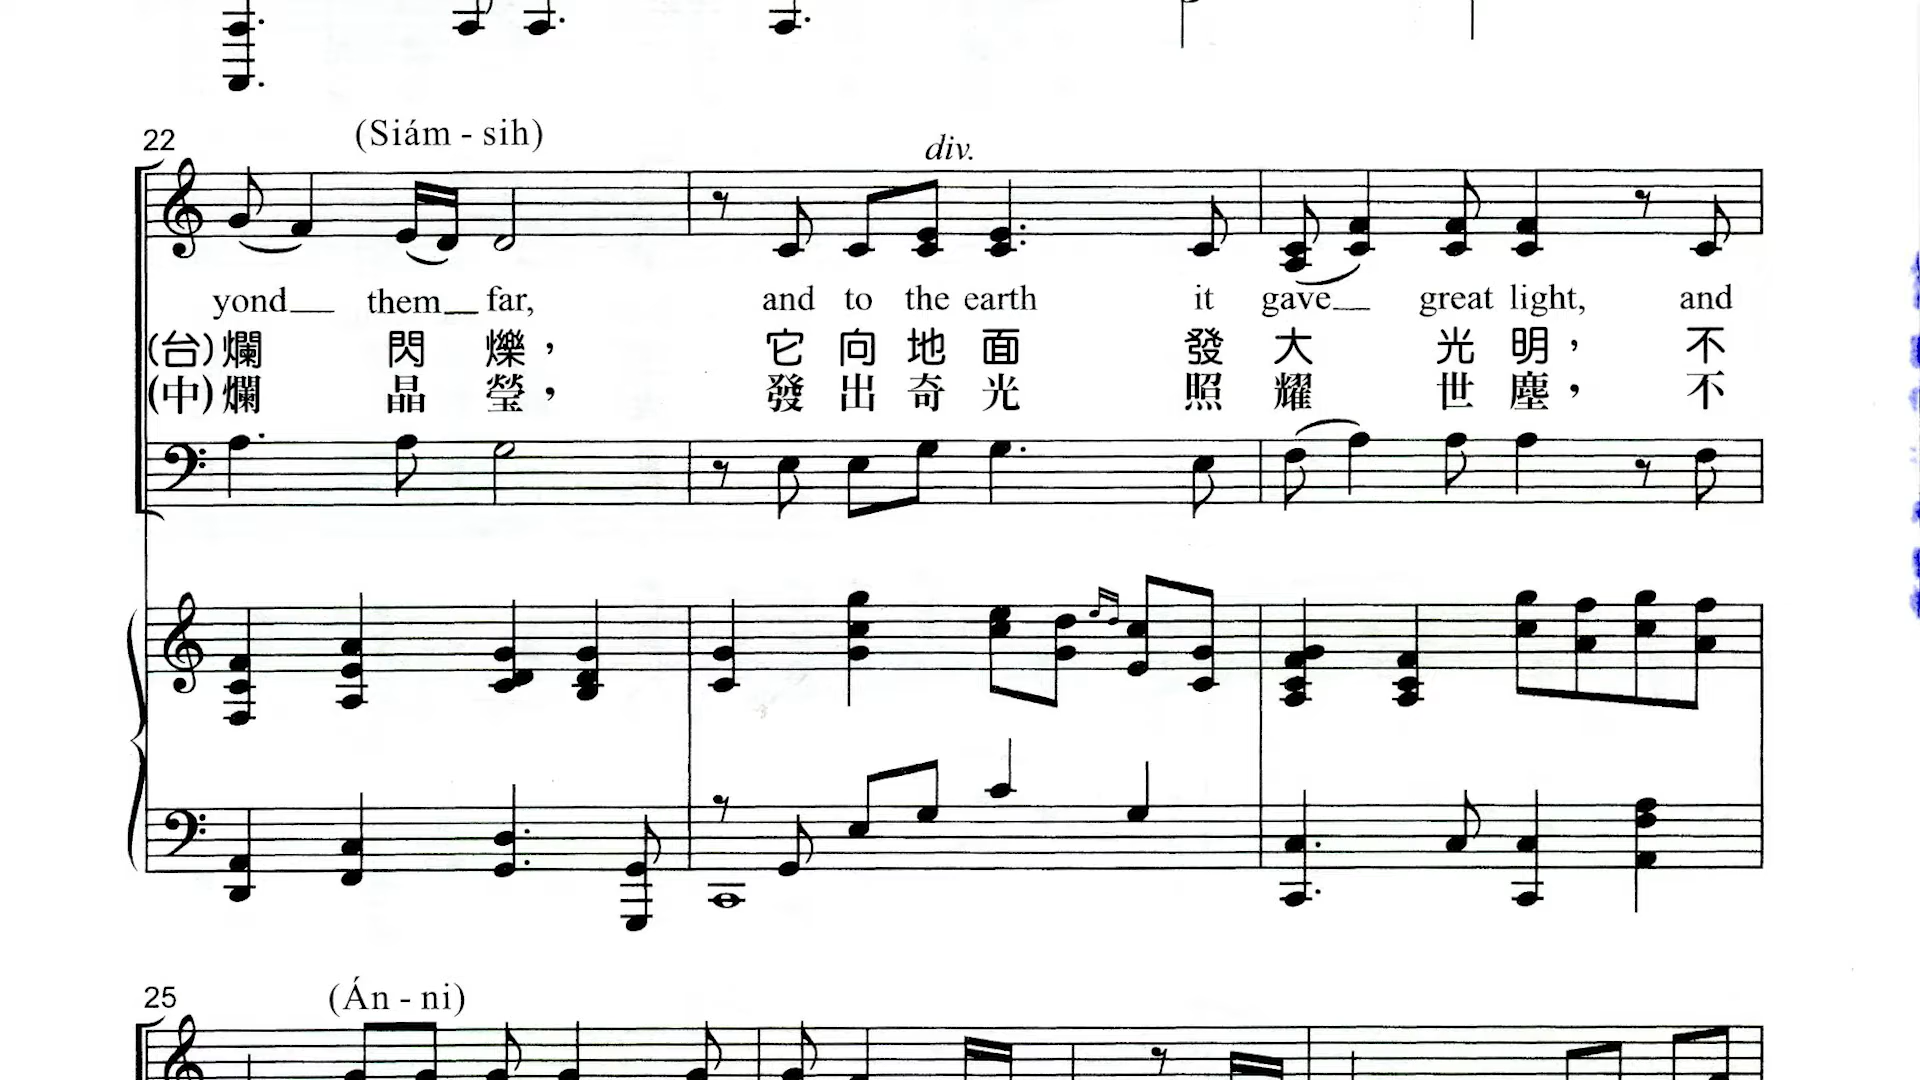 22
(Siám - sih)
div.
yond__ them__ far, and to the earth it gave__ great light, and
(台)爛 閃 爍， 它 向 地 面 發 大 光 明， 不
(中)爛 晶 瑩， 發 出 奇 光 照 耀 世 塵， 不
25
(Án - ni)